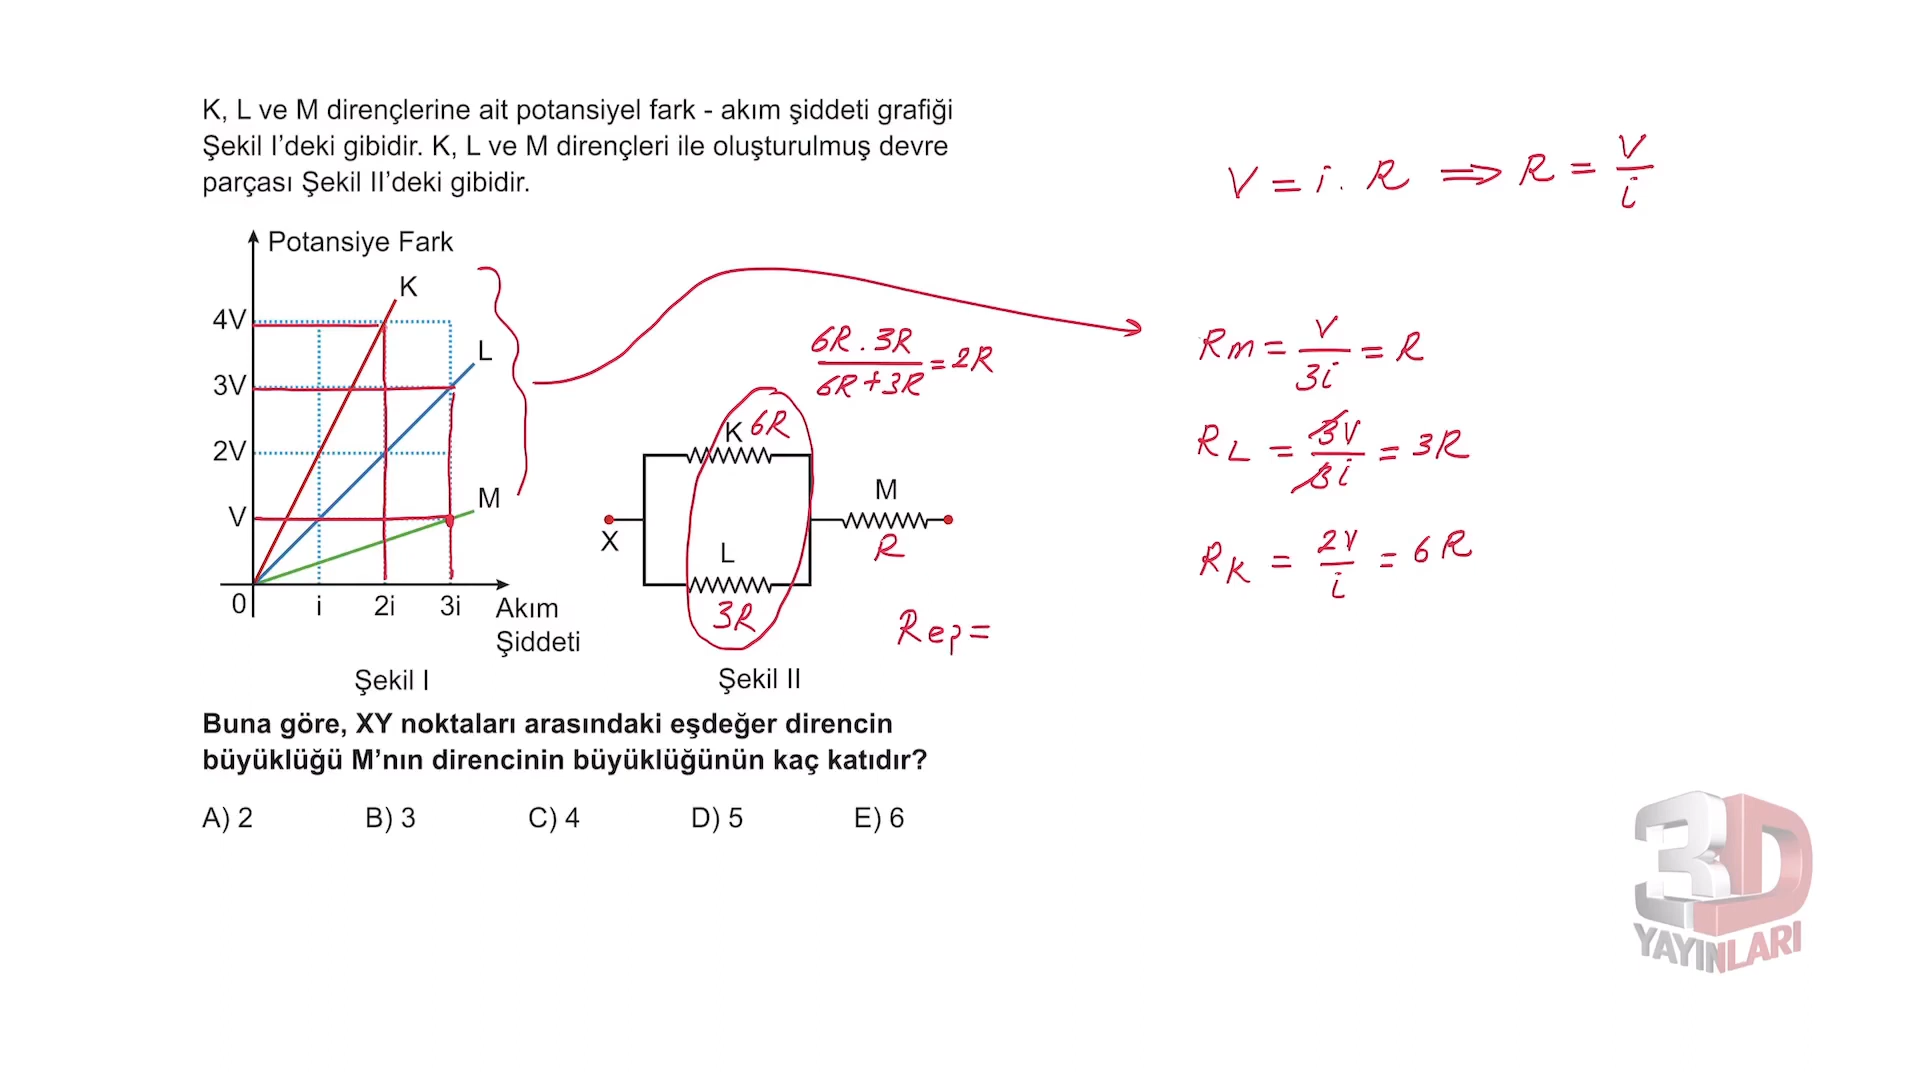 K, L ve M dirençlerine ait potansiyel fark - akım şiddeti grafiği
Şekil I'deki gibidir. K, L ve M dirençleri ile oluşturulmuş devre
parçası Şekil II'deki gibidir.
V = i . R ⟹ R = V/i
Potansiye Fark
K
4V
L
3V
2V
M
V
0
i
2i
3i
Akım
Şiddeti
Şekil I
6R . 3R / 6R + 3R = 2R
K 6R
M
X
R
L
3R
Rep =
Şekil II
RM = V/3i = R
RL = 3V/3i = 3R
RK = 2V/i = 6R
Buna göre, XY noktaları arasındaki eşdeğer direncin
büyüklüğü M'nın direncinin büyüklüğünün kaç katıdır?
A) 2 B) 3 C) 4 D) 5 E) 6
3D
YAYINLARI